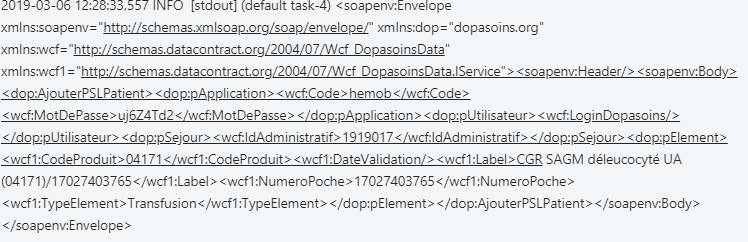 2019-03-06 12:28:33,557 INFO  [stdout] (default task-4) <soapenv:Envelope
xmlns:soapenv="http://schemas.xmlsoap.org/soap/envelope/" xmlns:dop="dopasoins.org"
xmlns:wcf="http://schemas.datacontract.org/2004/07/Wcf_DopasoinsData"
xmlns:wcf1="http://schemas.datacontract.org/2004/07/Wcf_DopasoinsData.IService"><soapenv:Header/><soapenv:Body>
<dop:AjouterPSLPatient><dop:pApplication><wcf:Code>hemob</wcf:Code>
<wcf:MotDePasse>uj6Z4Td2</wcf:MotDePasse></dop:pApplication><dop:pUtilisateur><wcf:LoginDopasoins/>
</dop:pUtilisateur><dop:pSejour><wcf:IdAdministratif>1919017</wcf:IdAdministratif></dop:pSejour><dop:pElement>
<wcf1:CodeProduit>04171</wcf1:CodeProduit><wcf1:DateValidation/><wcf1:Label>CGR SAGM déleucocyté UA
(04171)/17027403765</wcf1:Label><wcf1:NumeroPoche>17027403765</wcf1:NumeroPoche>
<wcf1:TypeElement>Transfusion</wcf1:TypeElement></dop:pElement></dop:AjouterPSLPatient></soapenv:Body>
</soapenv:Envelope>